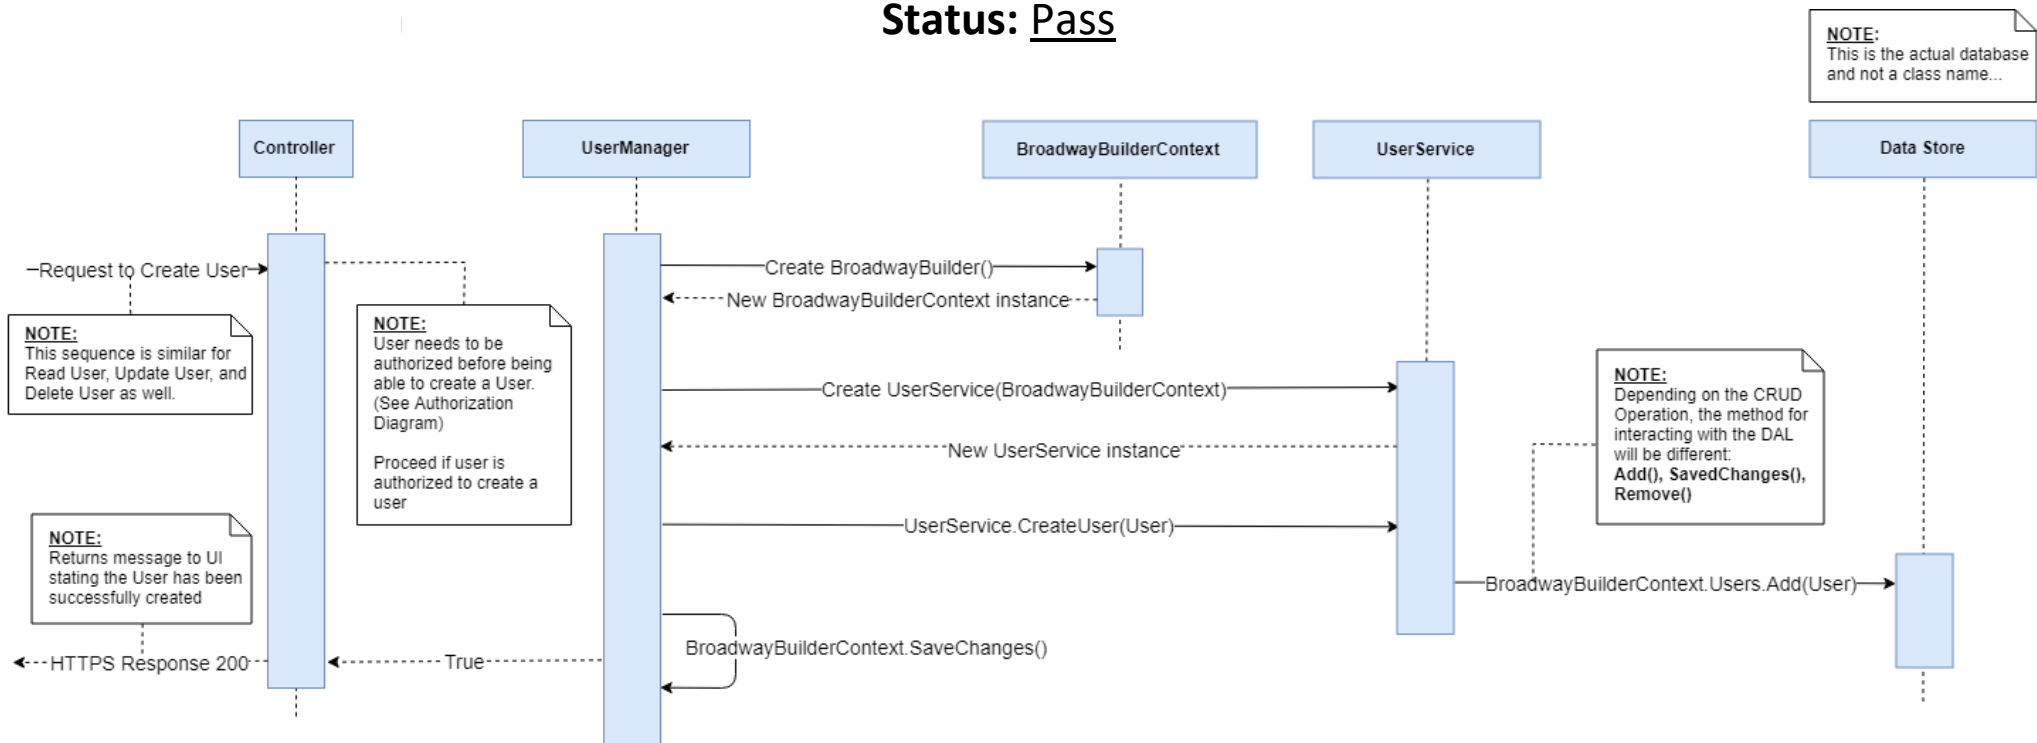 Status: Pass
NOTE:
This is the actual database
and not a class name...
Controller
UserManager
BroadwayBuilderContext
UserService
Data Store
Request to Create User
Create BroadwayBuilder()
New BroadwayBuilderContext instance
NOTE:
This sequence is similar for
Read User, Update User, and
Delete User as well.
NOTE:
User needs to be
authorized before being
able to create a User.
(See Authorization
Diagram)
Proceed if user is
authorized to create a
user
Create UserService(BroadwayBuilderContext)
New UserService instance
NOTE:
Depending on the CRUD
Operation, the method for
interacting with the DAL
will be different:
Add(), SavedChanges(),
Remove()
UserService.CreateUser(User)
BroadwayBuilderContext.Users.Add(User)
NOTE:
Returns message to UI
stating the User has been
successfully created
BroadwayBuilderContext.SaveChanges()
HTTPS Response 200
True